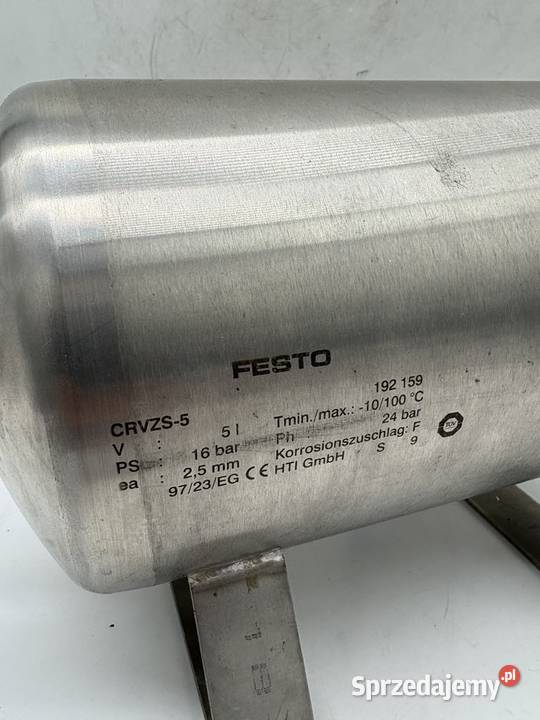 FESTO
CRVZS-5 192 159
V : 5 l Tmin./max.: -10/100 °C
PS : 16 bar Ph 24 bar
ea : 2,5 mm Korrosionszuschlag: F
97/23/EG CE HTI GmbH S 9
TÜV
Sprzedajemy.pl